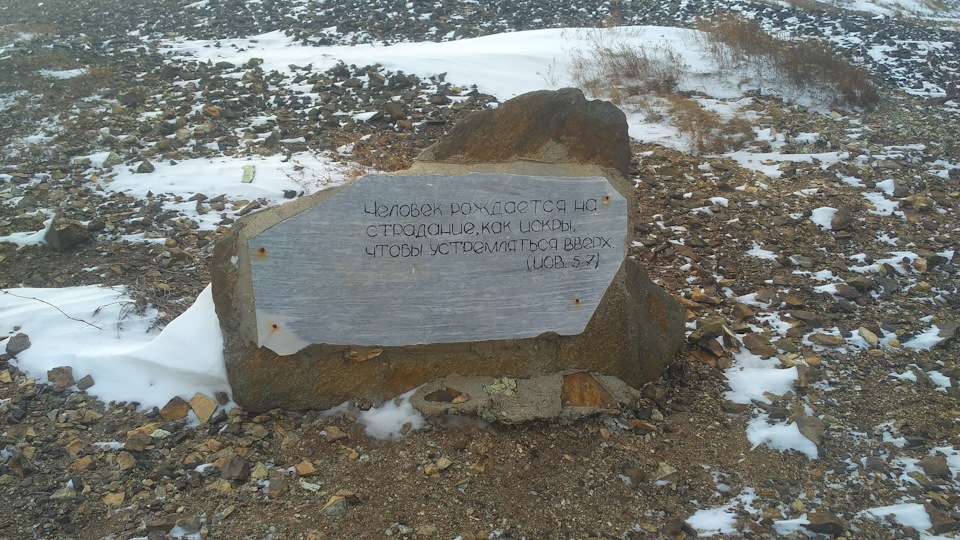 Человек рождается на
страдание, как искры,
чтобы устремляться вверх.
(Иов. 5.7)